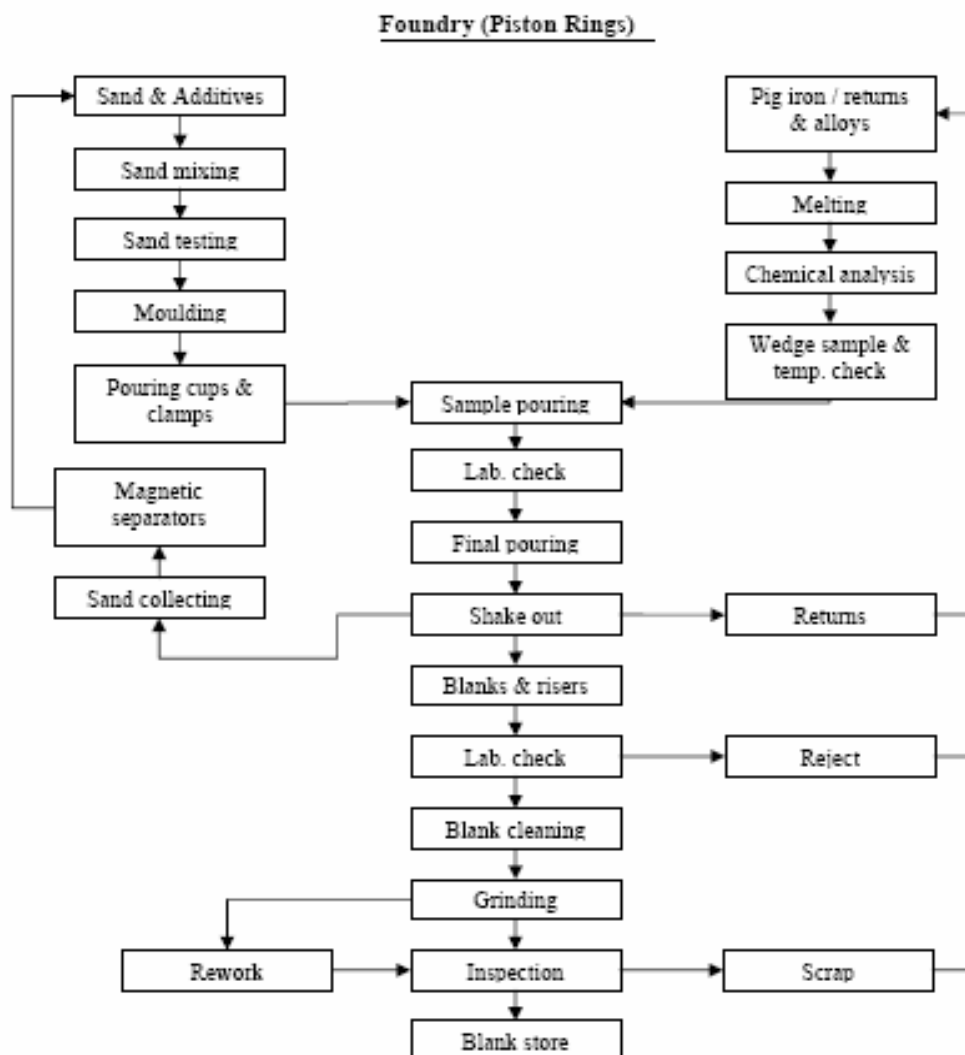 Foundry (Piston Rings)
Sand & Additives
Sand mixing
Sand testing
Moulding
Pouring cups &
clamps
Magnetic
separators
Sand collecting
Pig iron / returns
& alloys
Melting
Chemical analysis
Wedge sample &
temp. check
Sample pouring
Lab. check
Final pouring
Shake out
Returns
Blanks & risers
Lab. check
Reject
Blank cleaning
Grinding
Rework
Inspection
Scrap
Blank store